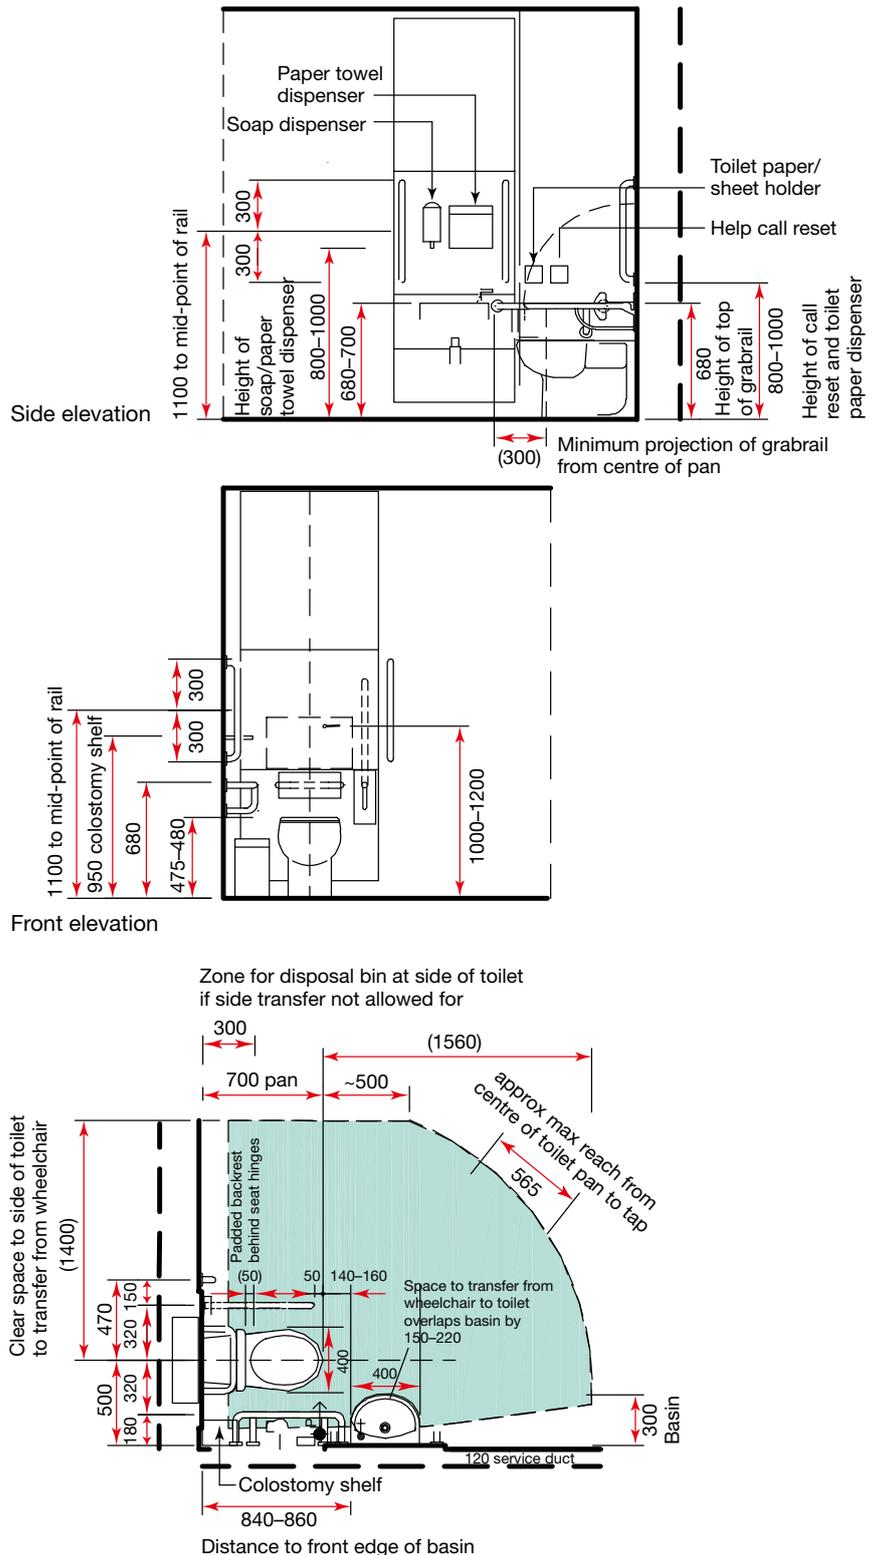 Paper towel
dispenser
Soap dispenser
Toilet paper/
sheet holder
Help call reset
300
300
1100 to mid-point of rail
Height of
soap/paper
towel dispenser
800–1000
680–700
680
Height of top
of grabrail
800–1000
Height of call
reset and toilet
paper dispenser
Side elevation
(300)
Minimum projection of grabrail
from centre of pan
300
300
1100 to mid-point of rail
950 colostomy shelf
680
475–480
1000–1200
Front elevation
Zone for disposal bin at side of toilet
if side transfer not allowed for
300
(1560)
700 pan
~500
approx max reach from
centre of toilet pan to tap
565
Clear space to side of toilet
to transfer from wheelchair
(1400)
Padded backrest
behind seat hinges
(50)
50
140–160
Space to transfer from
wheelchair to toilet
overlaps basin by
150–220
470
150
320
400
400
500
320
180
300
Basin
120 service duct
Colostomy shelf
840–860
Distance to front edge of basin